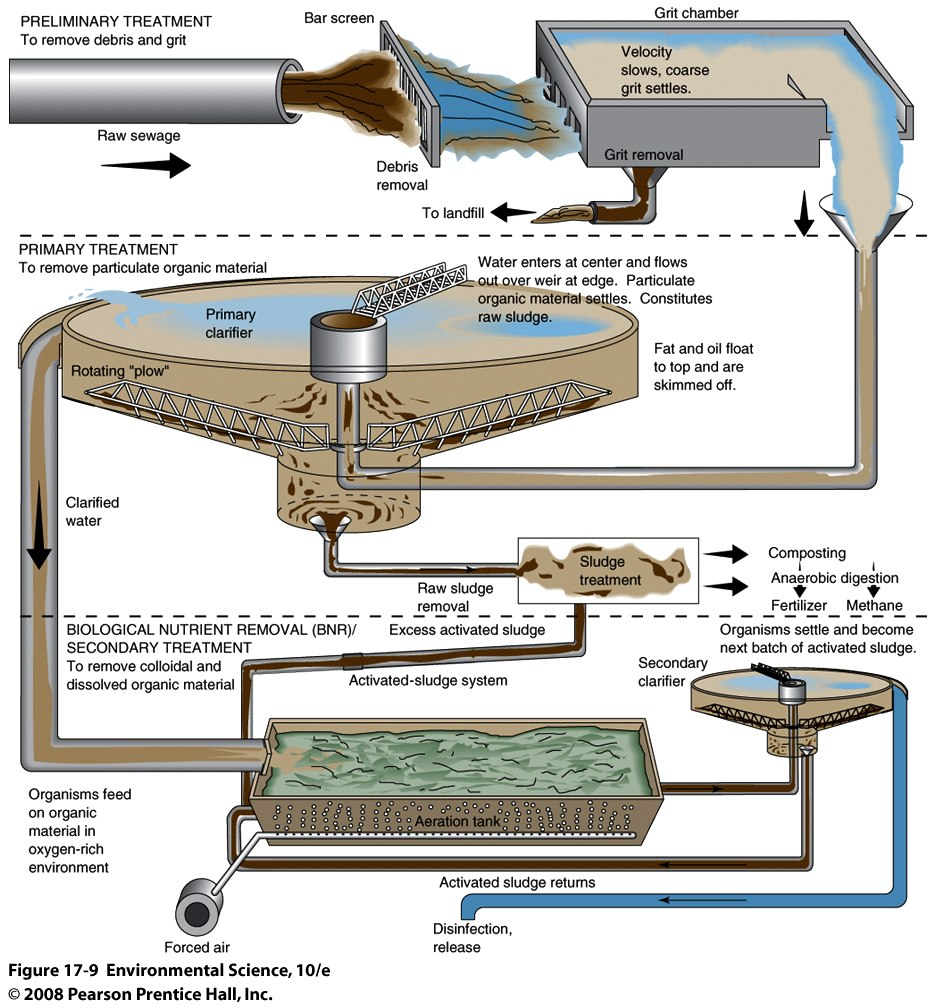 PRELIMINARY TREATMENT
To remove debris and grit
Bar screen
Grit chamber
Velocity
slows, coarse
grit settles.
Raw sewage
Debris
removal
Grit removal
To landfill
PRIMARY TREATMENT
To remove particulate organic material
Water enters at center and flows
out over weir at edge. Particulate
organic material settles. Constitutes
raw sludge.
Primary
clarifier
Fat and oil float
to top and are
skimmed off.
Rotating "plow"
Clarified
water
Sludge
treatment
Raw sludge
removal
Composting
Anaerobic digestion
Fertilizer
Methane
BIOLOGICAL NUTRIENT REMOVAL (BNR)/
SECONDARY TREATMENT
To remove colloidal and
dissolved organic material
Excess activated sludge
Activated-sludge system
Organisms settle and become
next batch of activated sludge.
Secondary
clarifier
Organisms feed
on organic
material in
oxygen-rich
environment
Aeration tank
Activated sludge returns
Forced air
Disinfection,
release
Figure 17-9 Environmental Science, 10/e
© 2008 Pearson Prentice Hall, Inc.